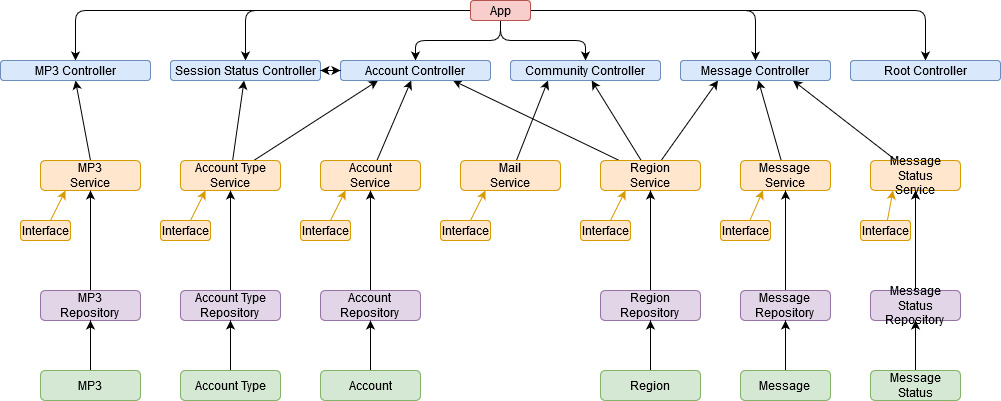 App
MP3 Controller
Session Status Controller
Account Controller
Community Controller
Message Controller
Root Controller
MP3
Service
Account Type
Service
Account
Service
Mail
Service
Region
Service
Message
Service
Message
Status
Service
Interface
Interface
Interface
Interface
Interface
Interface
Interface
MP3
Repository
Account Type
Repository
Account
Repository
Region
Repository
Message
Repository
Message
Status
Repository
MP3
Account Type
Account
Region
Message
Message
Status